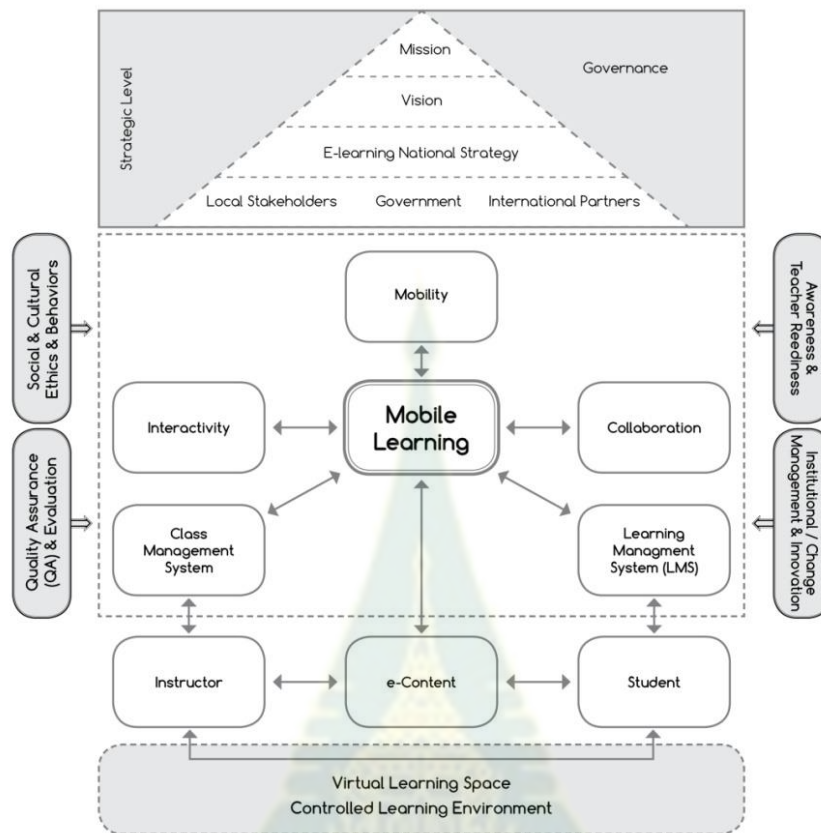 Strategic Level
Governance
Mission
Vision
E-learning National Strategy
Local Stakeholders
Government
International Partners
Social & Cultural
Ethics & Behaviors
Awareness &
Teacher Reediness
Mobility
Interactivity
Mobile
Learning
Collaboration
Quality Assurance
(QA) & Evaluation
Institutional / Change
Management & Innovation
Class
Management
System
Learning
Managment
System (LMS)
Instructor
e-Content
Student
Virtual Learning Space
Controlled Learning Environment